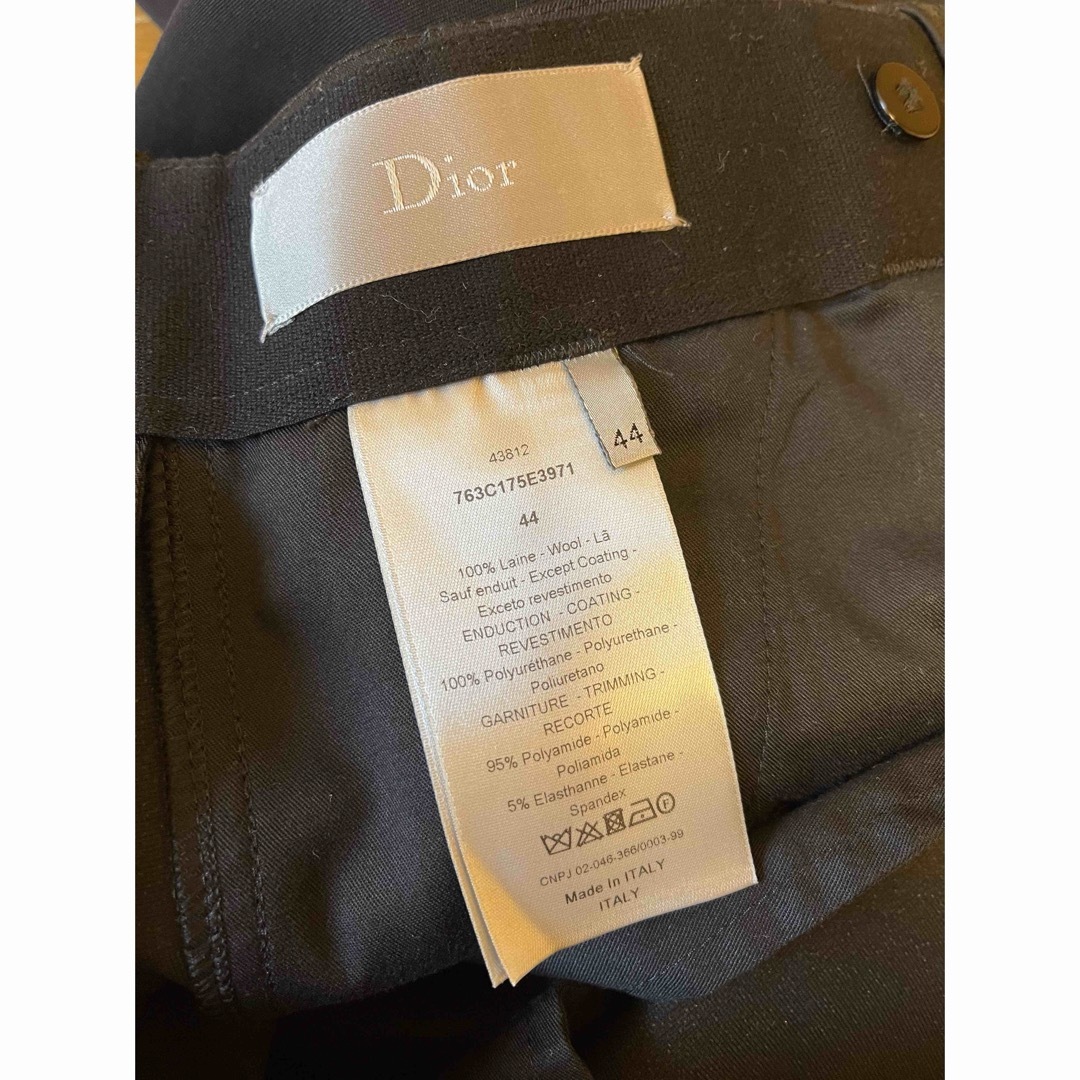 Dior
44
43812
763C175E3971
44
100% Laine - Wool - Lã
Sauf enduit - Except Coating -
Exceto revestimento
ENDUCTION - COATING -
REVESTIMENTO
100% Polyuréthane - Polyurethane -
Poliuretano
GARNITURE - TRIMMING -
RECORTE
95% Polyamide - Polyamide -
Poliamida
5% Elasthanne - Elastane -
Spandex
F
CNPJ 02-046-366/0003-99
Made In ITALY
ITALY